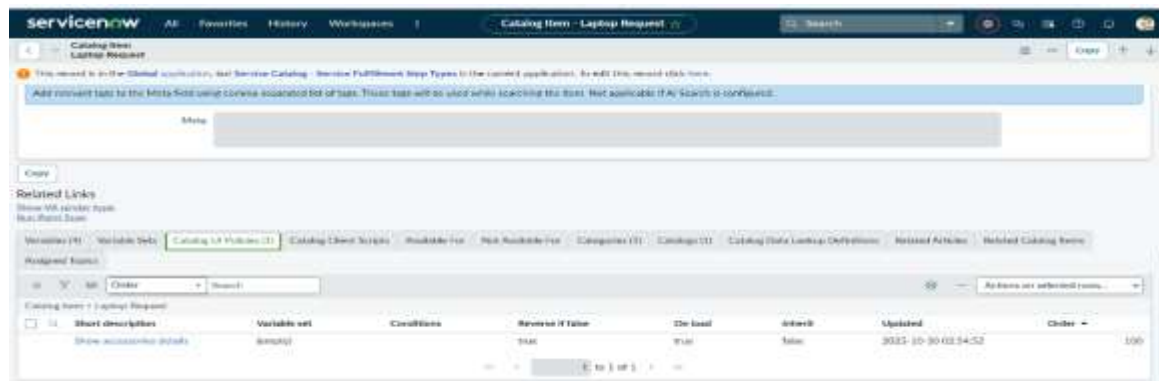 servicenow All Favorites History Workspaces Catalog Item - Laptop Request Search
Catalog Item
Laptop Request
Copy
This record is in the Global application, but Service Catalog - Service Fulfillment Step Types is the current application. To edit this record click here.
Add relevant tags to the Meta field using comma separated list of tags. These tags will be used while searching the item. Not applicable if AI Search is configured.
Meta
Copy
Related Links
Show VA render type
Run Point Scan
Variables (4) Variable Sets Catalog UI Policies (1) Catalog Client Scripts Available For Not Available For Categories (1) Catalogs (1) Catalog Data Lookup Definitions Related Articles Related Catalog Items
Assigned Topics
Order Search Actions on selected rows...
Catalog Item = Laptop Request
Short description Variable set Conditions Reverse if false On load Inherit Updated Order
Show accessories details (empty) true true false 2025-10-30 02:54:52 100
1 to 1 of 1